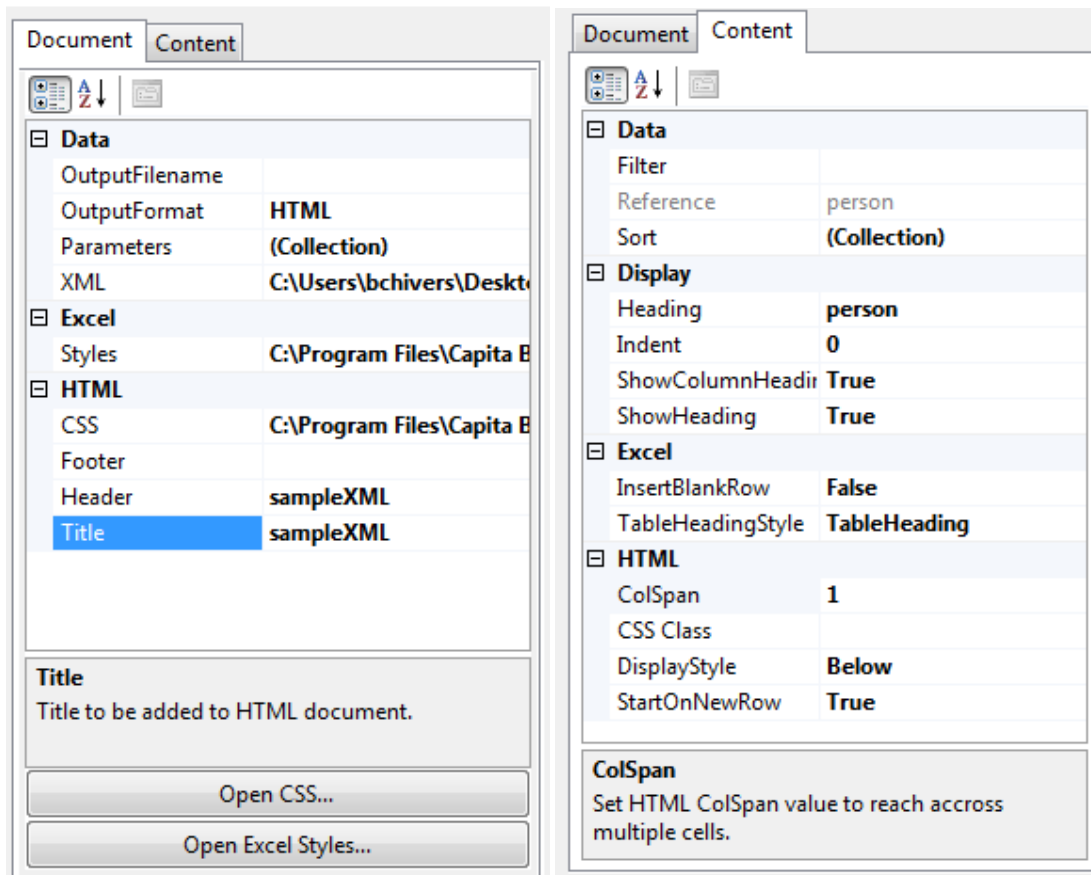 Document Content
Data
OutputFilename
OutputFormat HTML
Parameters (Collection)
XML C:\Users\bchivers\Deskt
Excel
Styles C:\Program Files\Capita B
HTML
CSS C:\Program Files\Capita B
Footer
Header sampleXML
Title sampleXML
Title
Title to be added to HTML document.
Open CSS...
Open Excel Styles...
Document Content
Data
Filter
Reference person
Sort (Collection)
Display
Heading person
Indent 0
ShowColumnHeadin True
ShowHeading True
Excel
InsertBlankRow False
TableHeadingStyle TableHeading
HTML
ColSpan 1
CSS Class
DisplayStyle Below
StartOnNewRow True
ColSpan
Set HTML ColSpan value to reach accross
multiple cells.